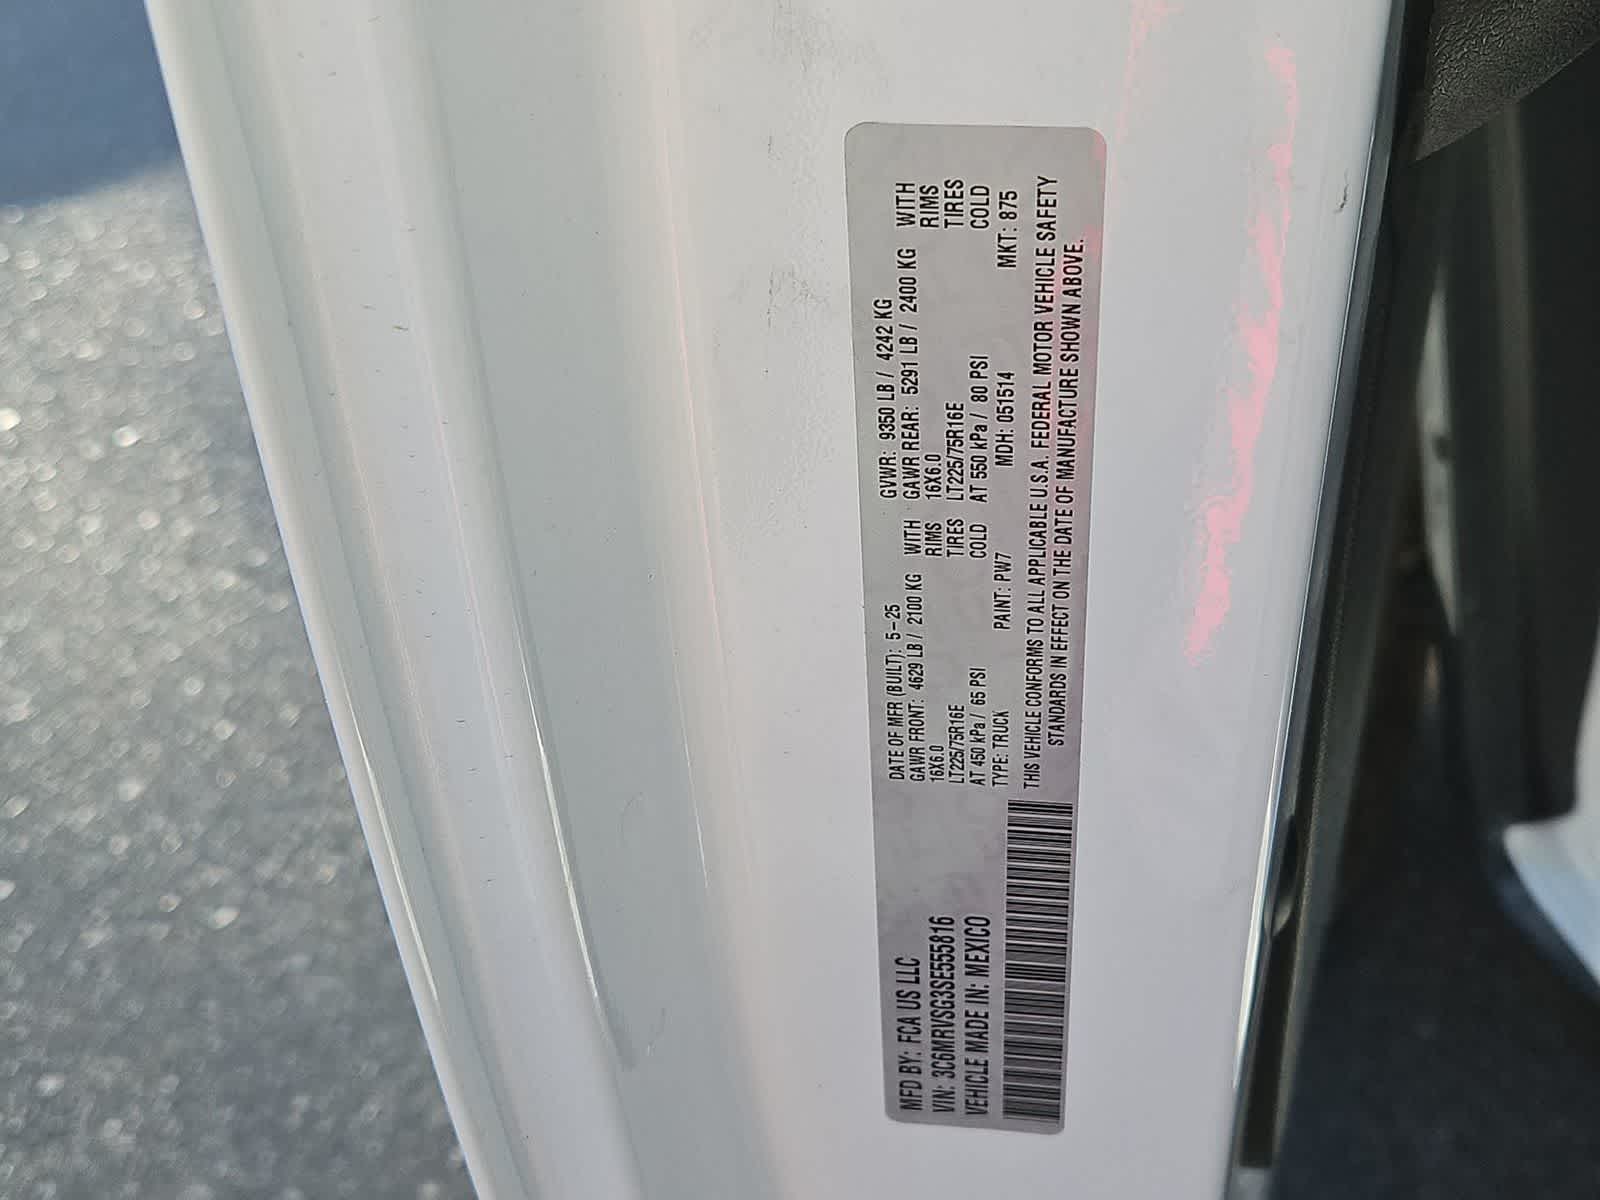 MFD BY: FCA US LLC
VIN: 3C6MRVSG3SE555816
VEHICLE MADE IN: MEXICO
DATE OF MFR (BUILT): 5-25 GVWR: 9350 LB / 4242 KG
GAWR FRONT: 4629 LB / 2100 KG WITH GAWR REAR: 5291 LB / 2400 KG WITH
16X6.0 RIMS 16X6.0 RIMS
LT225/75R16E TIRES LT225/75R16E TIRES
AT 450 kPa / 65 PSI COLD AT 550 kPa / 80 PSI COLD
TYPE: TRUCK PAINT: PW7 MDH: 051514 MKT: 875
THIS VEHICLE CONFORMS TO ALL APPLICABLE U.S.A. FEDERAL MOTOR VEHICLE SAFETY
STANDARDS IN EFFECT ON THE DATE OF MANUFACTURE SHOWN ABOVE.